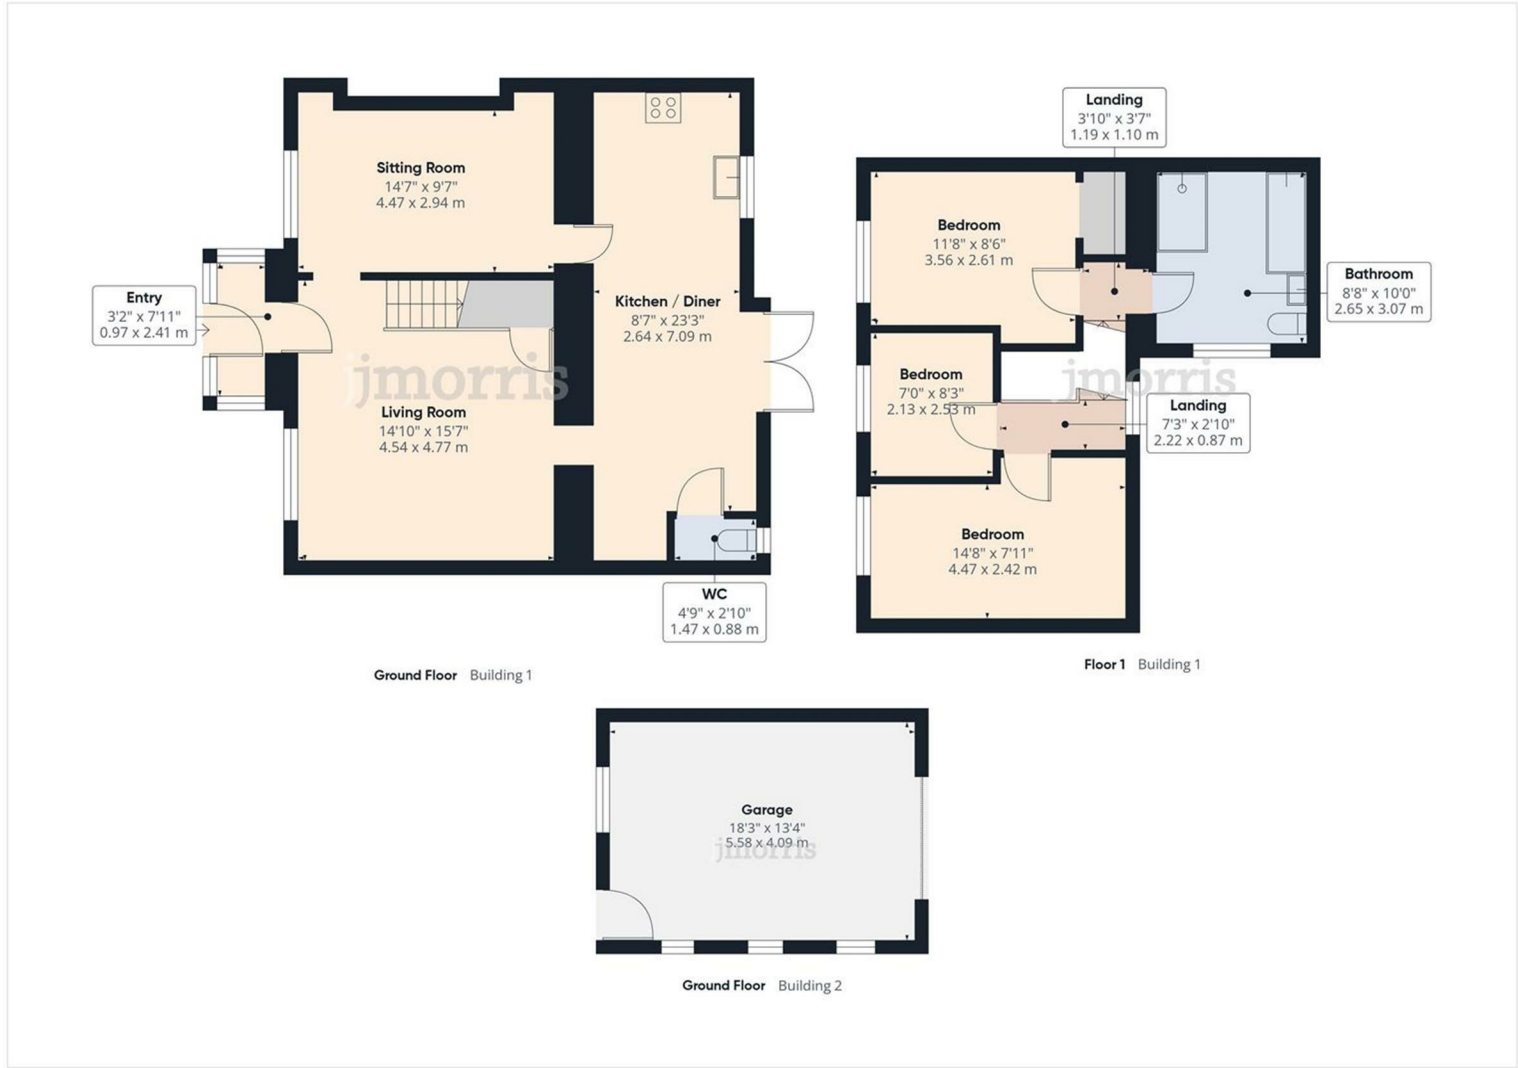 Landing
3'10" x 3'7"
1.19 x 1.10 m
Sitting Room
14'7" x 9'7"
4.47 x 2.94 m
Bedroom
11'8" x 8'6"
3.56 x 2.61 m
Bathroom
8'8" x 10'0"
2.65 x 3.07 m
Entry
3'2" x 7'11"
0.97 x 2.41 m
Kitchen / Diner
8'7" x 23'3"
2.64 x 7.09 m
jjmorris
Living Room
14'10" x 15'7"
4.54 x 4.77 m
Bedroom
7'0" x 8'3"
2.13 x 2.53 m
jjmorris
Landing
7'3" x 2'10"
2.22 x 0.87 m
Bedroom
14'8" x 7'11"
4.47 x 2.42 m
WC
4'9" x 2'10"
1.47 x 0.88 m
Ground Floor Building 1
Floor 1 Building 1
Garage
18'3" x 13'4"
5.58 x 4.09 m
jjmorris
Ground Floor Building 2